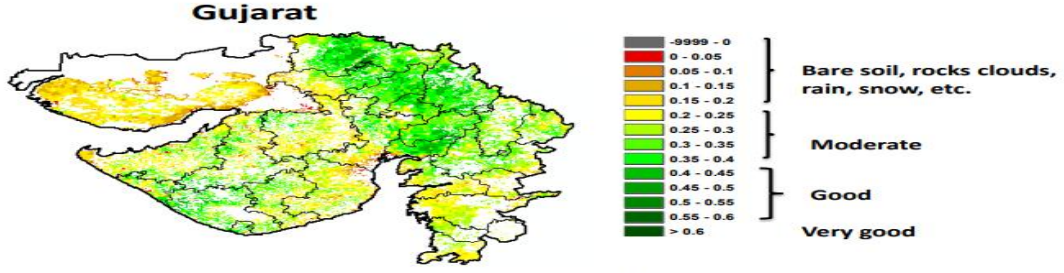 Gujarat
-9999 - 0
0 - 0.05
0.05 - 0.1
0.1 - 0.15
0.15 - 0.2
0.2 - 0.25
0.25 - 0.3
0.3 - 0.35
0.35 - 0.4
0.4 - 0.45
0.45 - 0.5
0.5 - 0.55
0.55 - 0.6
> 0.6
Bare soil, rocks clouds,
rain, snow, etc.
Moderate
Good
Very good